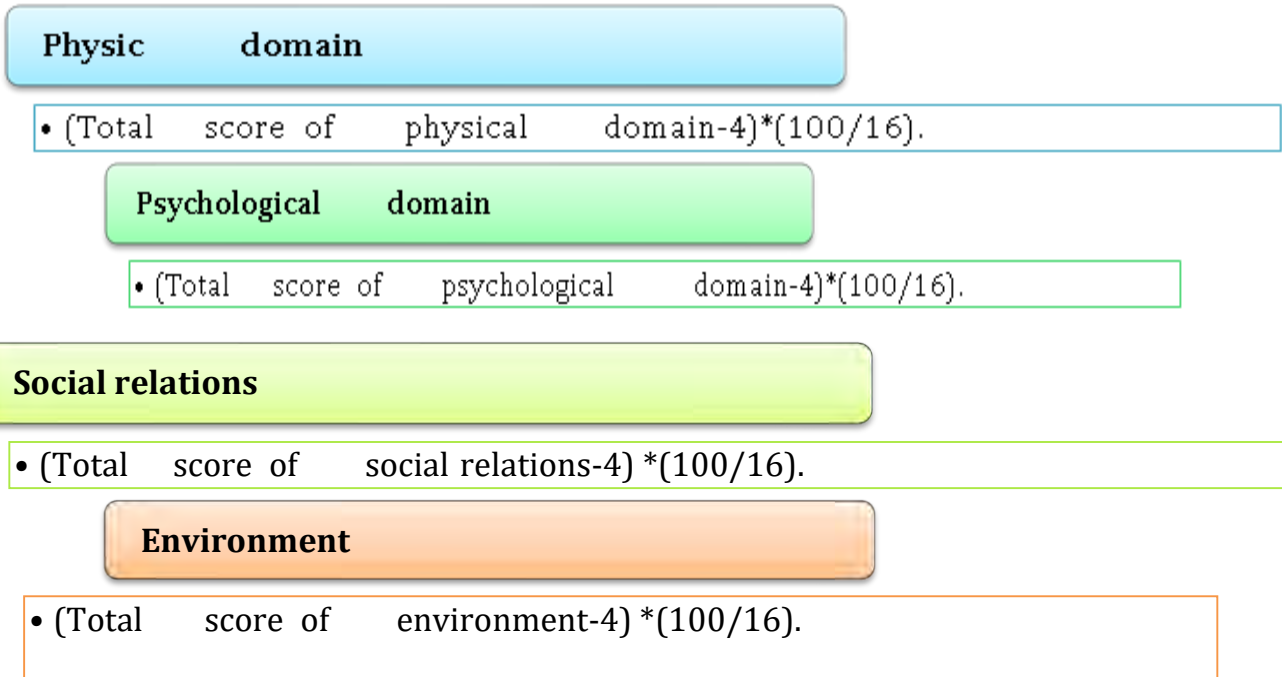 Physic domain
• (Total score of physical domain-4)*(100/16).
Psychological domain
• (Total score of psychological domain-4)*(100/16).
Social relations
• (Total score of social relations-4) *(100/16).
Environment
• (Total score of environment-4) *(100/16).